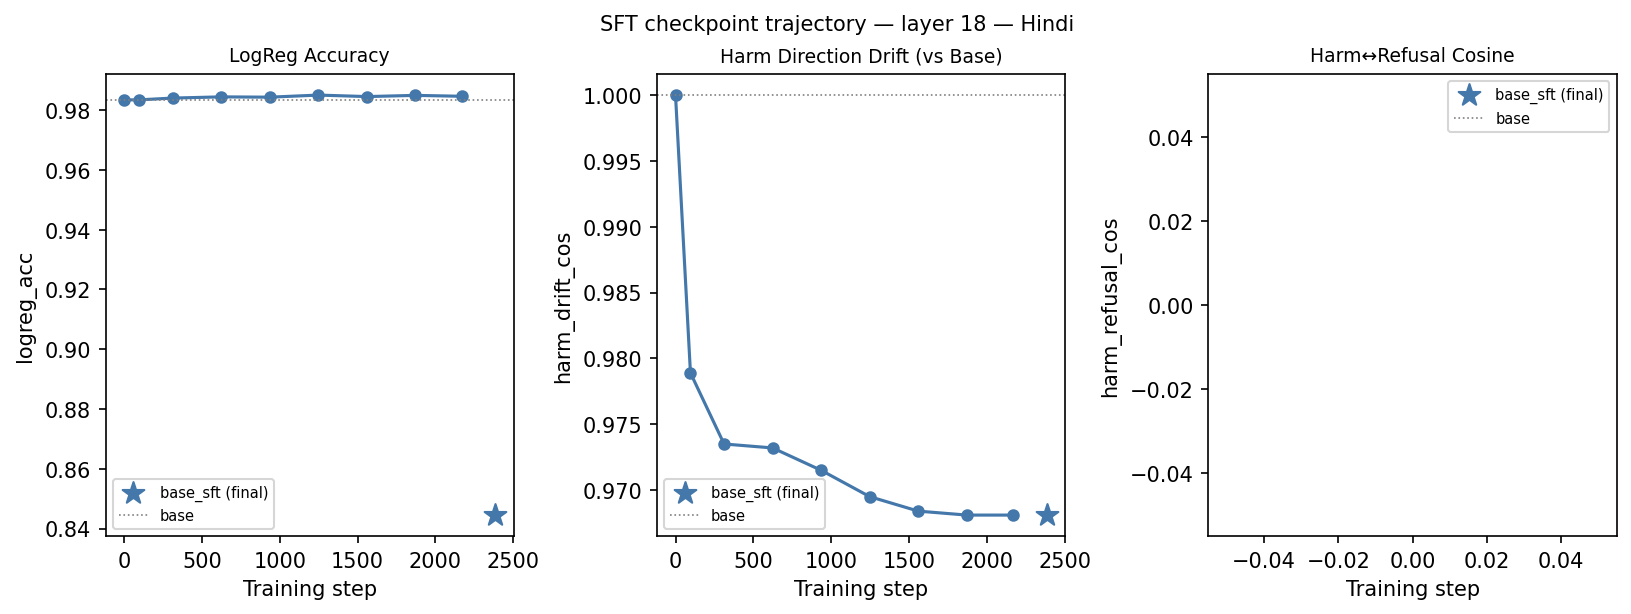 SFT checkpoint trajectory — layer 18 — Hindi
LogReg Accuracy
logreg_acc
0.98
0.96
0.94
0.92
0.90
0.88
0.86
0.84
base_sft (final)
base
0 500 1000 1500 2000 2500
Training step
Harm Direction Drift (vs Base)
harm_drift_cos
1.000
0.995
0.990
0.985
0.980
0.975
0.970
base_sft (final)
base
0 500 1000 1500 2000 2500
Training step
Harm↔Refusal Cosine
harm_refusal_cos
base_sft (final)
base
0.04
0.02
0.00
−0.02
−0.04
−0.04 −0.02 0.00 0.02 0.04
Training step